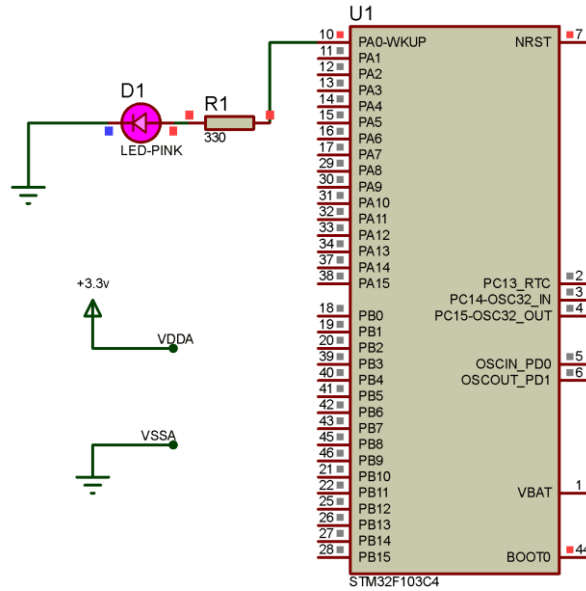 U1
10 PA0-WKUP NRST 7
11 PA1
12 PA2
13 PA3
14 PA4
15 PA5
16 PA6
17 PA7
29 PA8
30 PA9
31 PA10
32 PA11
33 PA12
34 PA13
37 PA14
38 PA15
PC13_RTC 2
PC14-OSC32_IN 3
18 PB0 PC15-OSC32_OUT 4
19 PB1
20 PB2
39 PB3 OSCIN_PD0 5
40 PB4 OSCOUT_PD1 6
41 PB5
42 PB6
43 PB7
45 PB8
46 PB9
21 PB10
22 PB11 VBAT 1
25 PB12
26 PB13
27 PB14
28 PB15 BOOT0 44
STM32F103C4
D1
LED-PINK
R1
330
+3.3v
VDDA
VSSA